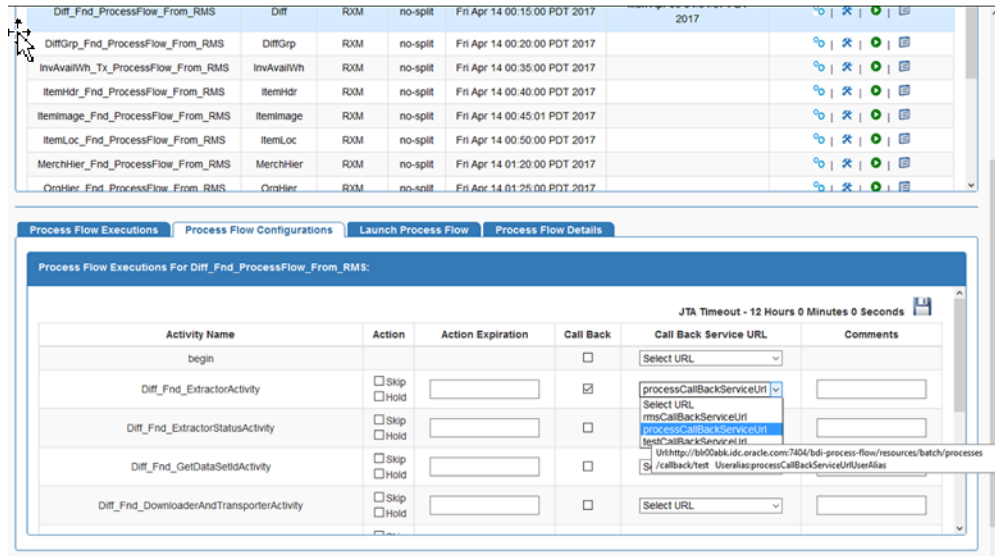 Diff_Fnd_ProcessFlow_From_RMS Diff RXM no-split Fri Apr 14 00:15:00 PDT 2017 2017
DiffGrp_Fnd_ProcessFlow_From_RMS DiffGrp RXM no-split Fri Apr 14 00:20:00 PDT 2017
InvAvailWh_Tx_ProcessFlow_From_RMS InvAvailWh RXM no-split Fri Apr 14 00:35:00 PDT 2017
ItemHdr_Fnd_ProcessFlow_From_RMS ItemHdr RXM no-split Fri Apr 14 00:40:00 PDT 2017
ItemImage_Fnd_ProcessFlow_From_RMS ItemImage RXM no-split Fri Apr 14 00:45:01 PDT 2017
ItemLoc_Fnd_ProcessFlow_From_RMS ItemLoc RXM no-split Fri Apr 14 00:50:00 PDT 2017
MerchHier_Fnd_ProcessFlow_From_RMS MerchHier RXM no-split Fri Apr 14 01:20:00 PDT 2017
OrgHier_Fnd_ProcessFlow_From_RMS OrgHier RXM no-split Fri Apr 14 01:25:00 PDT 2017
Process Flow Executions Process Flow Configurations Launch Process Flow Process Flow Details
Process Flow Executions For Diff_Fnd_ProcessFlow_From_RMS:
JTA Timeout - 12 Hours 0 Minutes 0 Seconds
Activity Name Action Action Expiration Call Back Call Back Service URL Comments
begin Select URL
Diff_Fnd_ExtractorActivity Skip Hold processCallBackServiceUrl
Select URL
rmsCallBackServiceUrl
Diff_Fnd_ExtractorStatusActivity Skip Hold processCallBackServiceUrl
testCallBackServiceUrl
Url:http://blr00abk.idc.oracle.com:7404/bdi-process-flow/resources/batch/processes
/callback/test Useralias:processCallBackServiceUrlUserAlias
Diff_Fnd_GetDataSetIdActivity Skip Hold
Diff_Fnd_DownloaderAndTransporterActivity Skip Hold Select URL